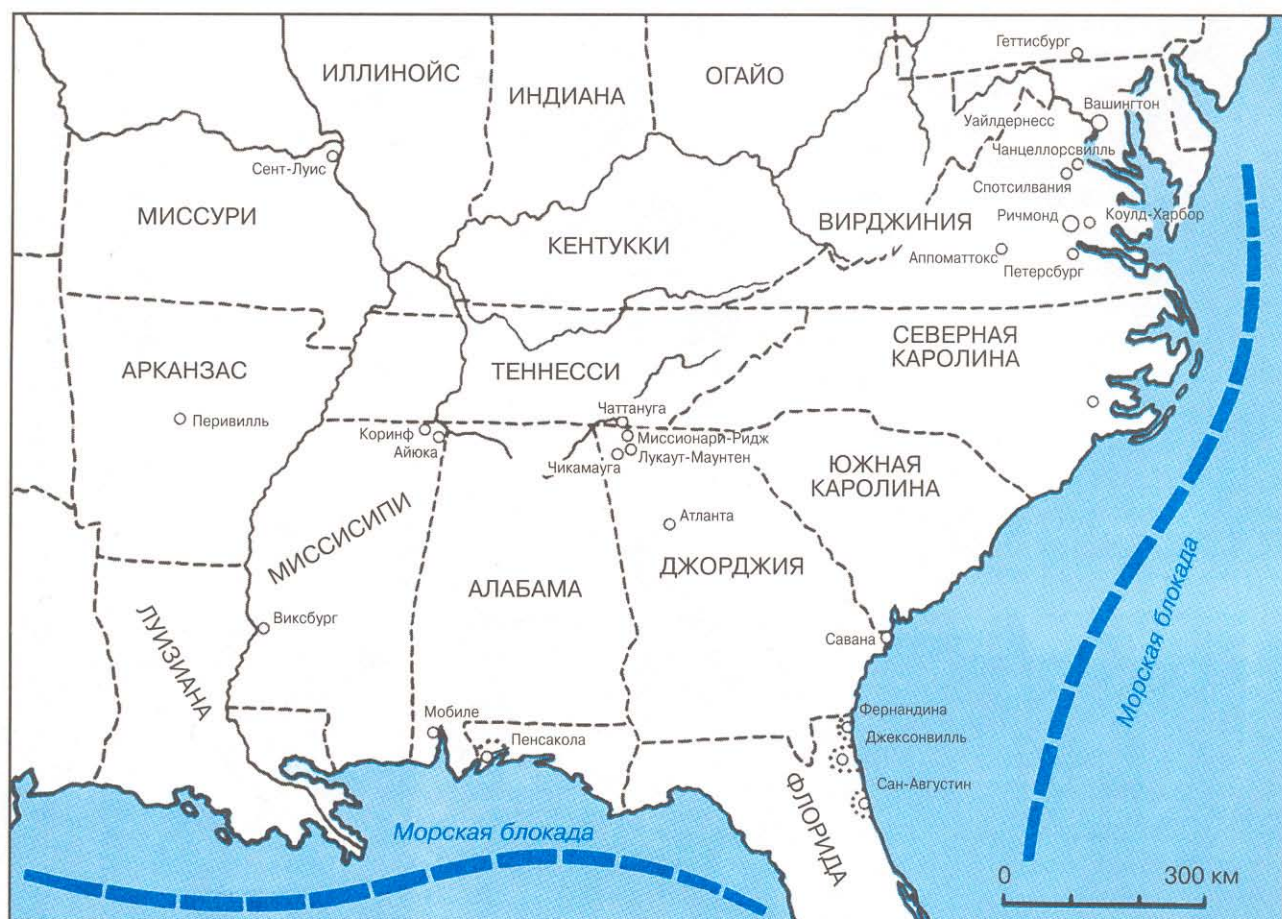 Геттисбург
ИЛЛИНОЙС
ОГАЙО
ИНДИАНА
Вашингтон
Уайлдернесс
Чанцеллорсвилль
Сент-Луис
Спотсилвания
МИССУРИ
ВИРДЖИНИЯ
Ричмонд
Коулд-Харбор
КЕНТУККИ
Аппоматтокс
Петерсбург
СЕВЕРНАЯ
КАРОЛИНА
АРКАНЗАС
ТЕННЕССИ
Перивилль
Чаттануга
Коринф
Айюка
Миссионари-Ридж
Лукаут-Маунтен
Чикамауга
ЮЖНАЯ
КАРОЛИНА
Атланта
МИССИСИПИ
ДЖОРДЖИЯ
АЛАБАМА
Виксбург
Савана
ЛУИЗИАНА
Морская блокада
Мобиле
Пенсакола
Фернандина
Джексонвилль
Сан-Августин
ФЛОРИДА
Морская блокада
0 300 км